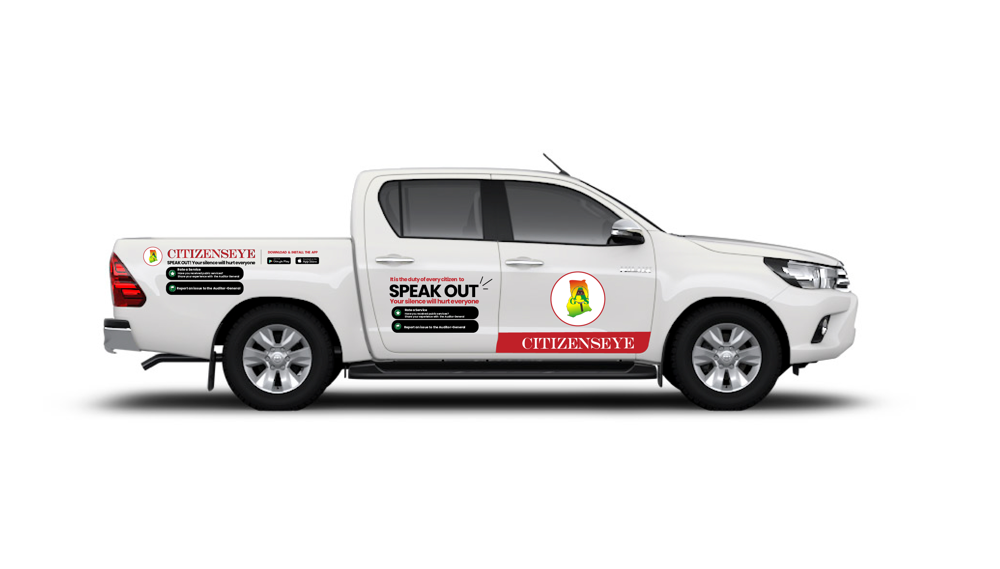 CITIZENSEYE
SPEAK OUT! Your silence will hurt everyone
DOWNLOAD & INSTALL THE APP
GET IT ON
Google Play
Download on the
App Store
Rate a Service
Have you received public services?
Share your experience with the Auditor General
Report an issue to the Auditor-General
It is the duty of every citizen to
SPEAK OUT
Your silence will hurt everyone
Rate a Service
Have you received public services?
Share your experience with the Auditor General
Report an issue to the Auditor-General
A
G S
CITIZENSEYE